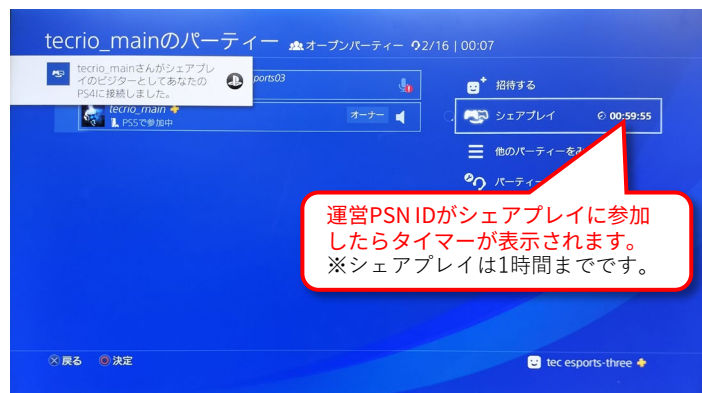 tecrio_mainのパーティー オープンパーティー 2/16 | 00:07
tecrio_mainさんがシェアプレ
イのビジターとしてあなたの
PS4に接続しました。
ports03
tecrio_main
PS5で参加中
オーナー
招待する
シェアプレイ 00:59:55
他のパーティーをみ
パーティー
運営PSN IDがシェアプレイに参加
したらタイマーが表示されます。
※シェアプレイは1時間までです。
戻る 決定
tec esports-three